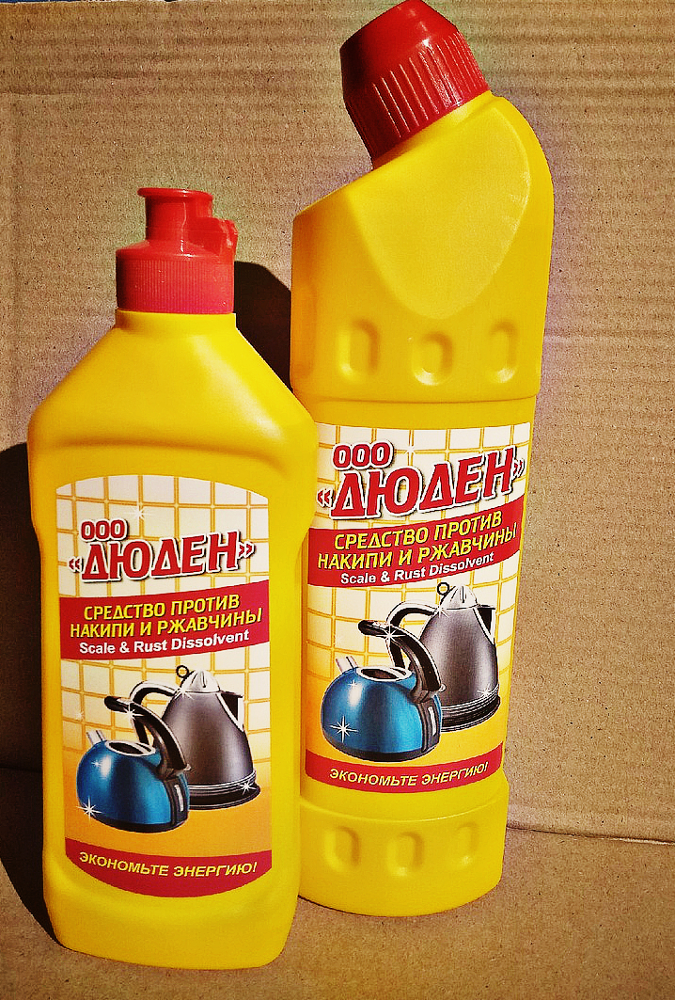 ООО
«ДЮДЕН»
СРЕДСТВО ПРОТИВ
НАКИПИ И РЖАВЧИНЫ
Scale & Rust Dissolvent
ЭКОНОМЬТЕ ЭНЕРГИЮ!
ООО
«ДЮДЕН»
СРЕДСТВО ПРОТИВ
НАКИПИ И РЖАВЧИНЫ
Scale & Rust Dissolvent
ЭКОНОМЬТЕ ЭНЕРГИЮ!